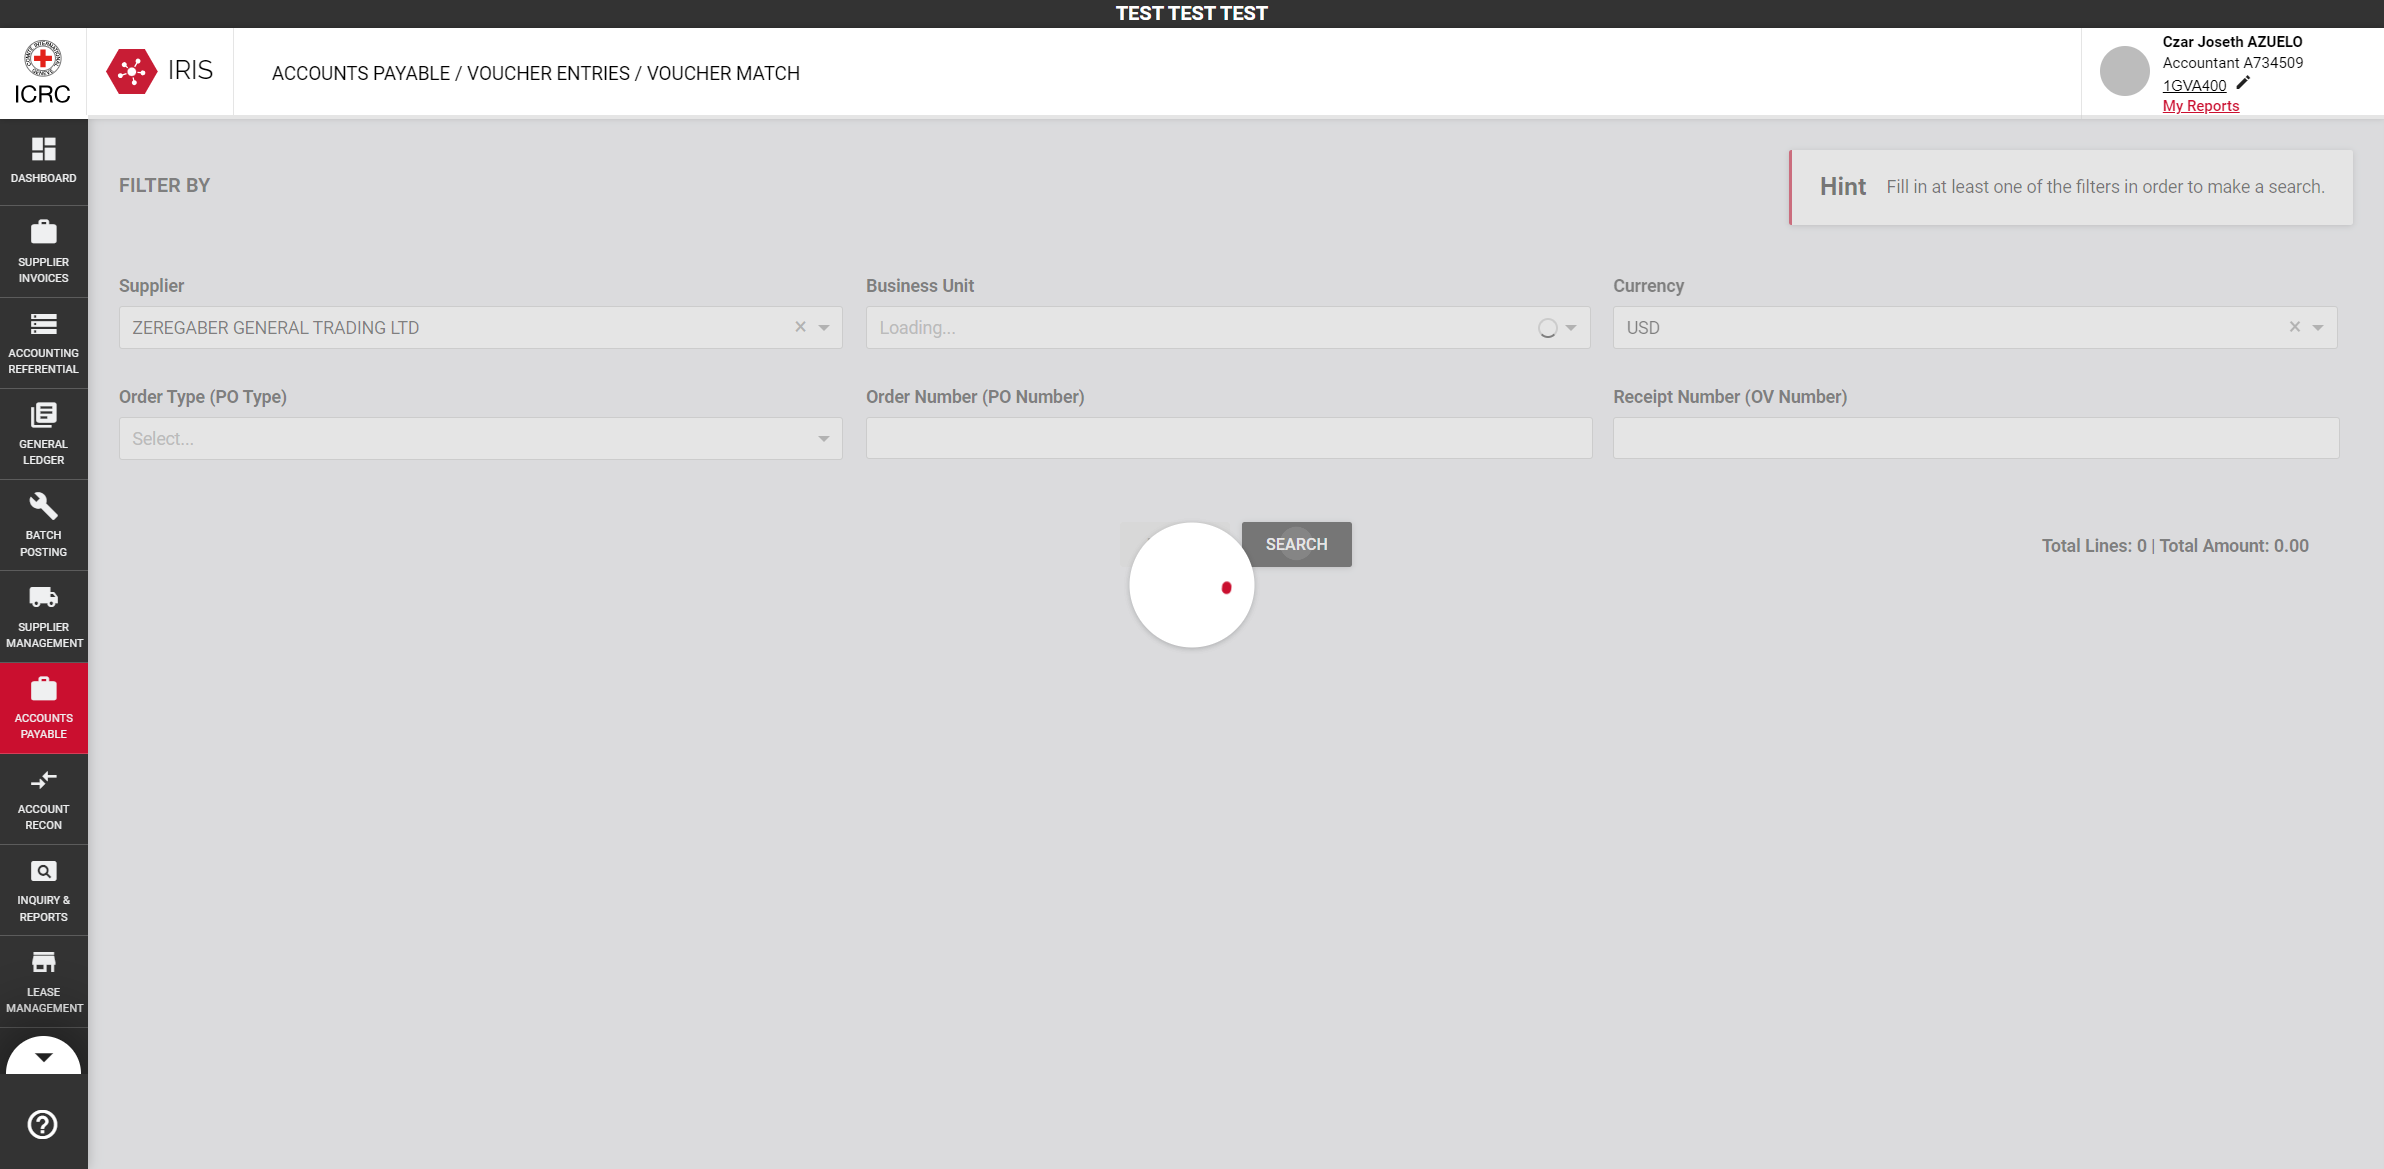 TEST TEST TEST
ICRC
IRIS
ACCOUNTS PAYABLE / VOUCHER ENTRIES / VOUCHER MATCH
Czar Joseth AZUELO
Accountant A734509
1GVA400
My Reports
DASHBOARD
SUPPLIER
INVOICES
ACCOUNTING
REFERENTIAL
GENERAL
LEDGER
BATCH
POSTING
SUPPLIER
MANAGEMENT
ACCOUNTS
PAYABLE
ACCOUNT
RECON
INQUIRY &
REPORTS
LEASE
MANAGEMENT
FILTER BY
Hint Fill in at least one of the filters in order to make a search.
Supplier
ZEREGABER GENERAL TRADING LTD
Business Unit
Loading...
Currency
USD
Order Type (PO Type)
Select...
Order Number (PO Number)
Receipt Number (OV Number)
SEARCH
Total Lines: 0 | Total Amount: 0.00